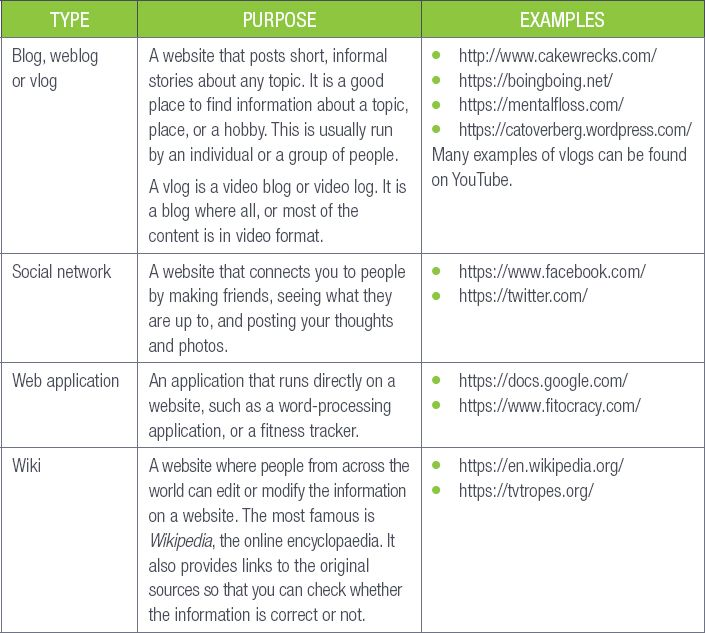 TYPE
PURPOSE
EXAMPLES
Blog, weblog
or vlog
A website that posts short, informal
stories about any topic. It is a good
place to find information about a topic,
place, or a hobby. This is usually run
by an individual or a group of people.
A vlog is a video blog or video log. It is
a blog where all, or most of the
content is in video format.
• http://www.cakewrecks.com/
• https://boingboing.net/
• https://mentalfloss.com/
• https://catoverberg.wordpress.com/
Many examples of vlogs can be found
on YouTube.
Social network
A website that connects you to people
by making friends, seeing what they
are up to, and posting your thoughts
and photos.
• https://www.facebook.com/
• https://twitter.com/
Web application
An application that runs directly on a
website, such as a word-processing
application, or a fitness tracker.
• https://docs.google.com/
• https://www.fitocracy.com/
Wiki
A website where people from across the
world can edit or modify the information
on a website. The most famous is
Wikipedia, the online encyclopaedia. It
also provides links to the original
sources so that you can check whether
the information is correct or not.
• https://en.wikipedia.org/
• https://tvtropes.org/